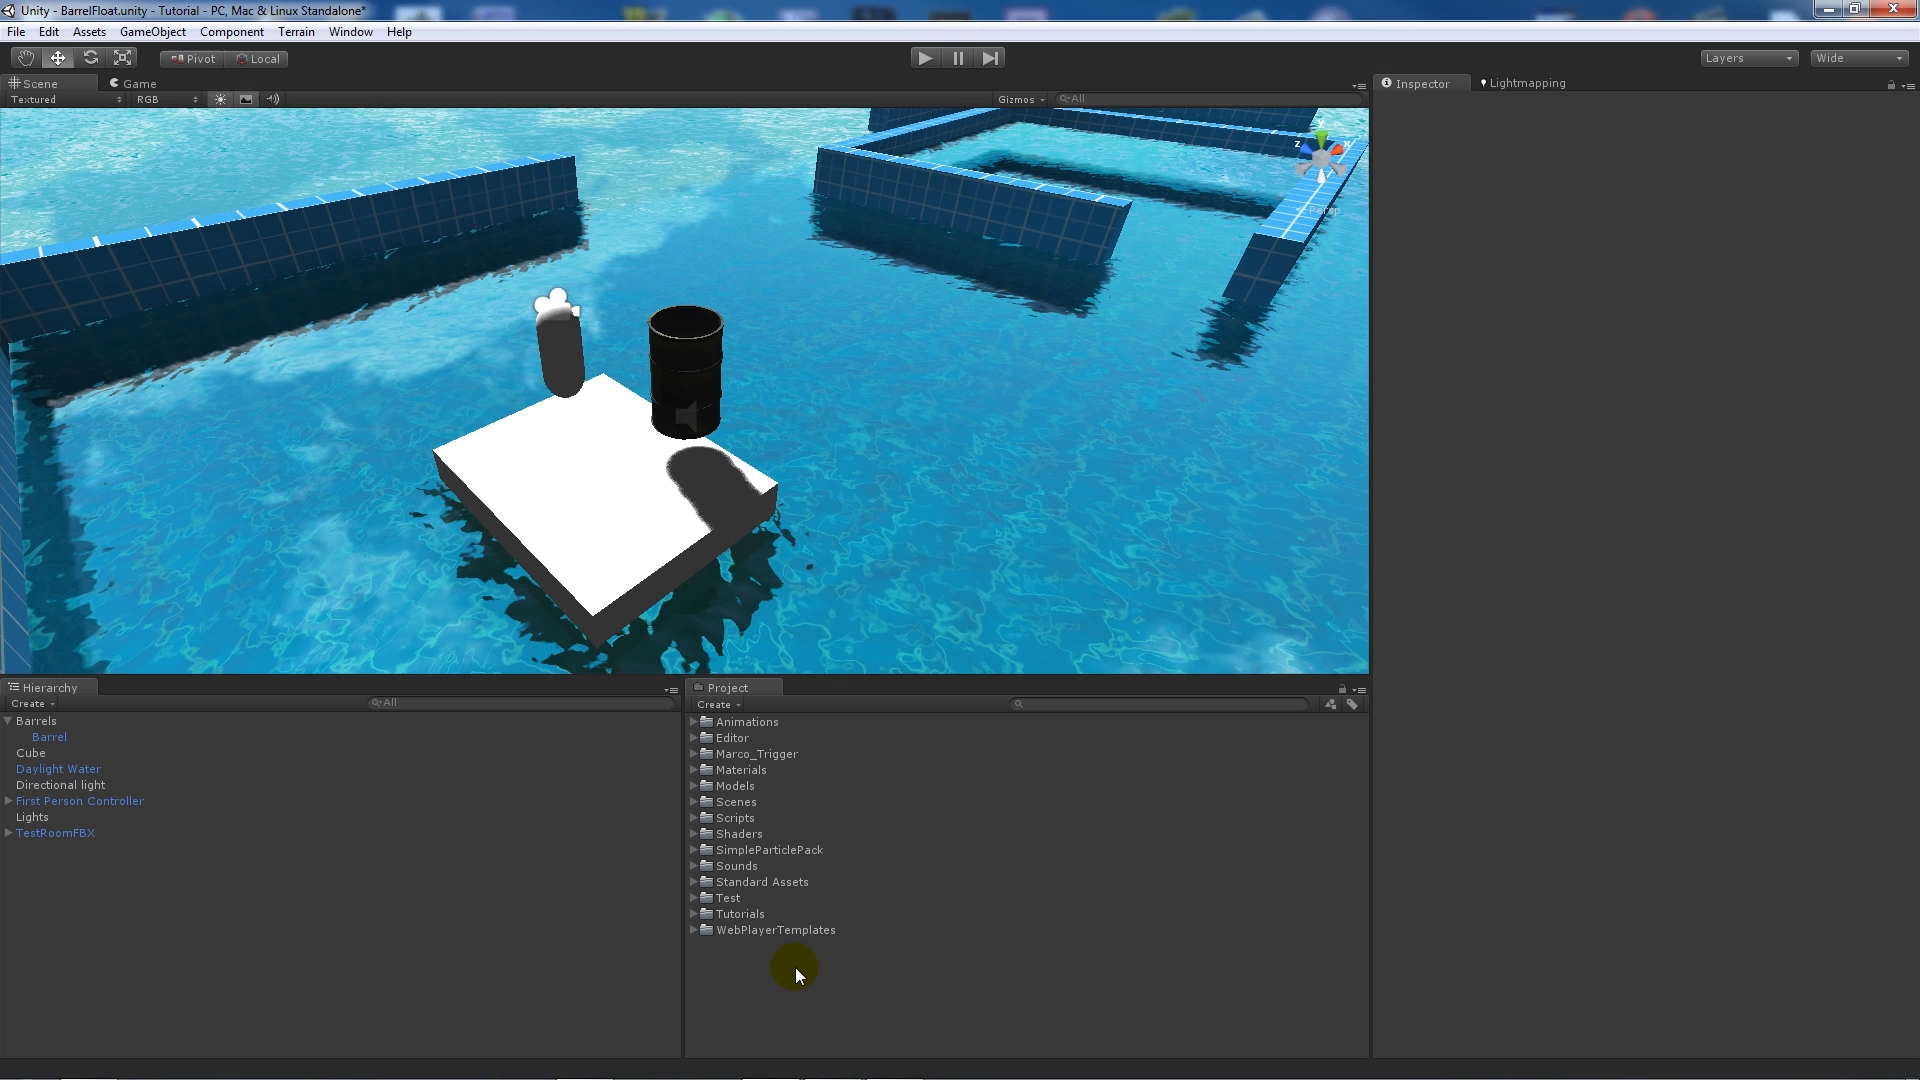 Unity - BarrelFloat.unity - Tutorial - PC, Mac & Linux Standalone*
File Edit Assets GameObject Component Terrain Window Help
Pivot Local Layers Wide
Scene Game Inspector Lightmapping
Textured RGB Gizmos All
Y
Z X
Persp
Hierarchy Project
Create All Create
Barrels
Barrel
Cube
Daylight Water
Directional light
First Person Controller
Lights
TestRoomFBX
Animations
Editor
Marco_Trigger
Materials
Models
Scenes
Scripts
Shaders
SimpleParticlePack
Sounds
Standard Assets
Test
Tutorials
WebPlayerTemplates